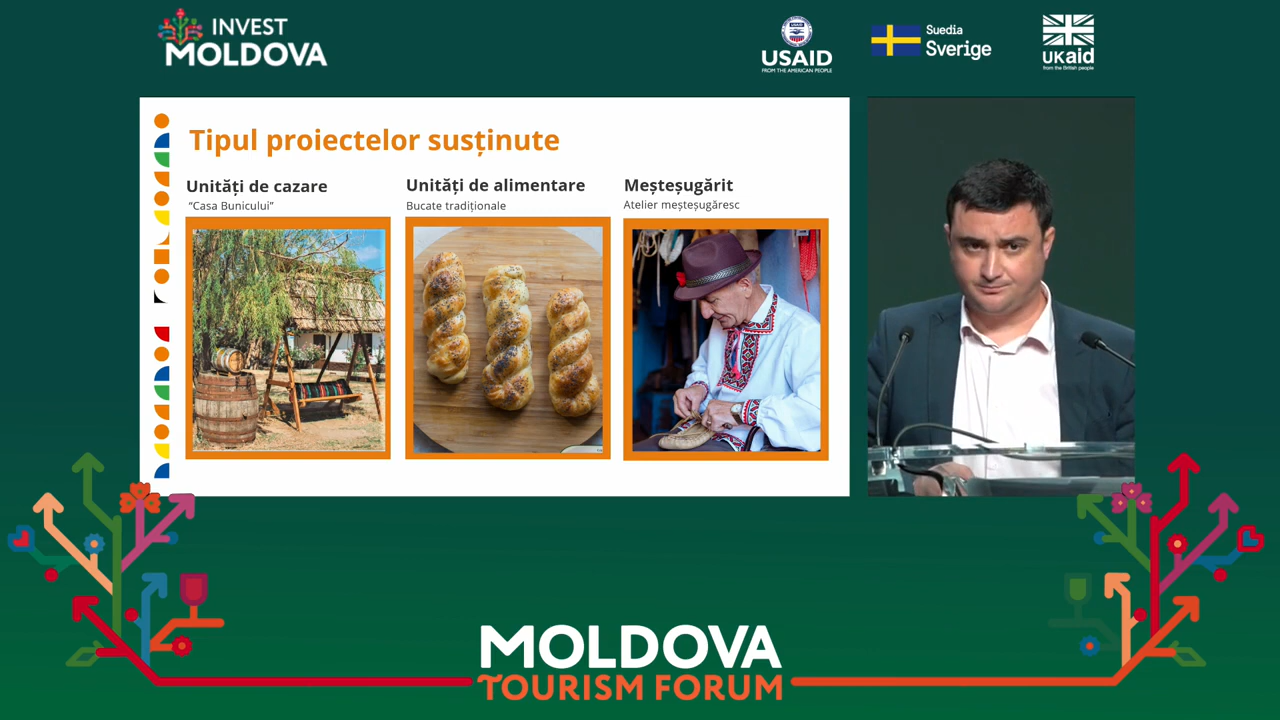 INVEST
MOLDOVA
USAID
FROM THE AMERICAN PEOPLE
Suedia
Sverige
UKaid
from the British people
Tipul proiectelor susținute
Unități de cazare
“Casa Bunicului”
Unități de alimentare
Bucate tradiționale
Meșteșugărit
Atelier meșteșugăresc
MOLDOVA
TOURISM FORUM